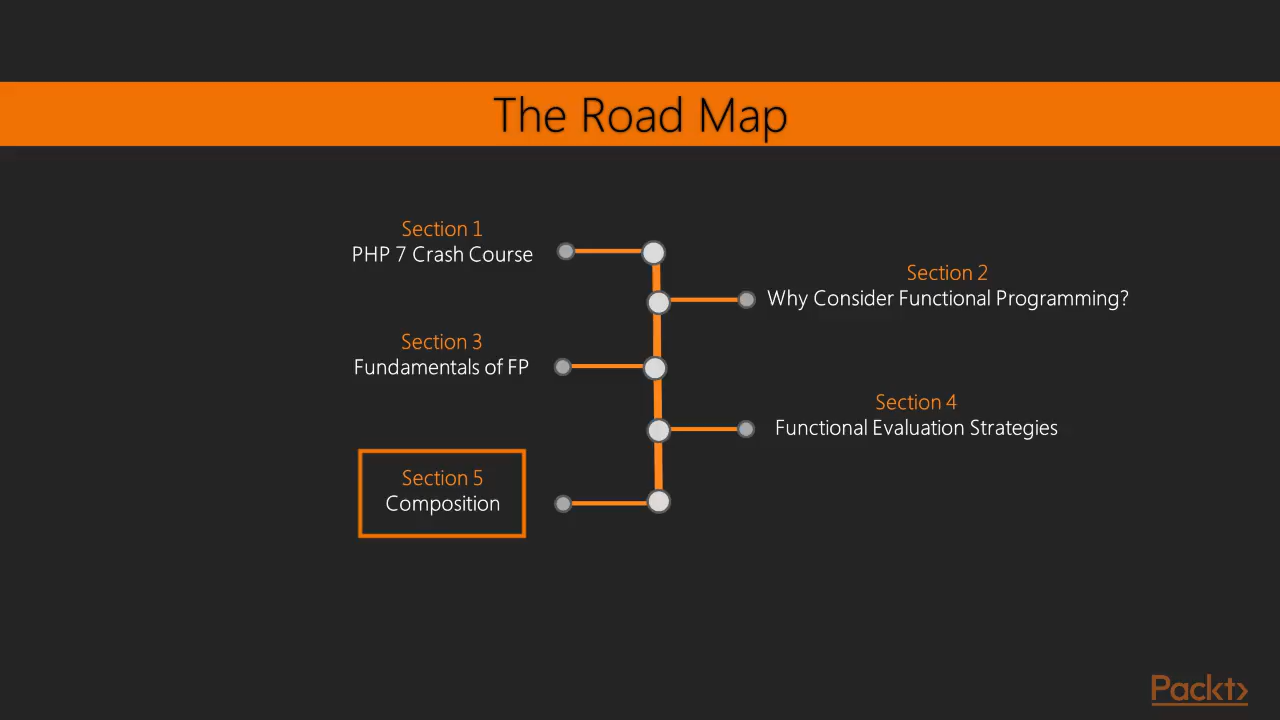 The Road Map
Section 1
PHP 7 Crash Course
Section 2
Why Consider Functional Programming?
Section 3
Fundamentals of FP
Section 4
Functional Evaluation Strategies
Section 5
Composition
Packt>